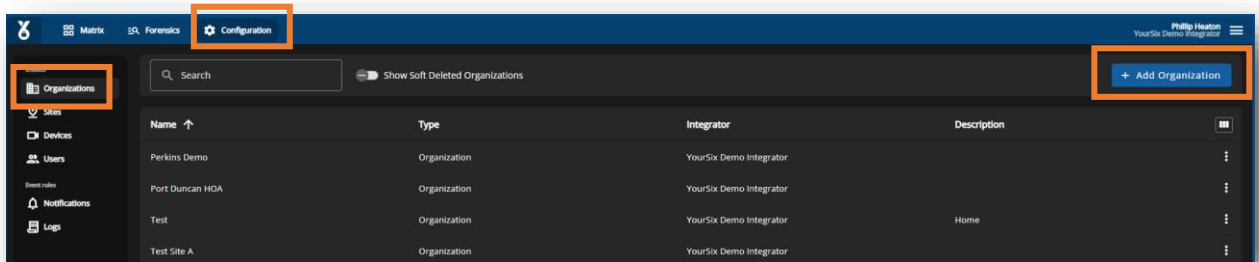 Matrix Forensics Configuration
Phillip Heaton
YourSix Demo Integrator
Organizations
Sites
Devices
Users
Event rules
Notifications
Logs
Search Show Soft Deleted Organizations + Add Organization
Name Type Integrator Description
Perkins Demo Organization YourSix Demo Integrator
Port Duncan HOA Organization YourSix Demo Integrator
Test Organization YourSix Demo Integrator Home
Test Site A Organization YourSix Demo Integrator